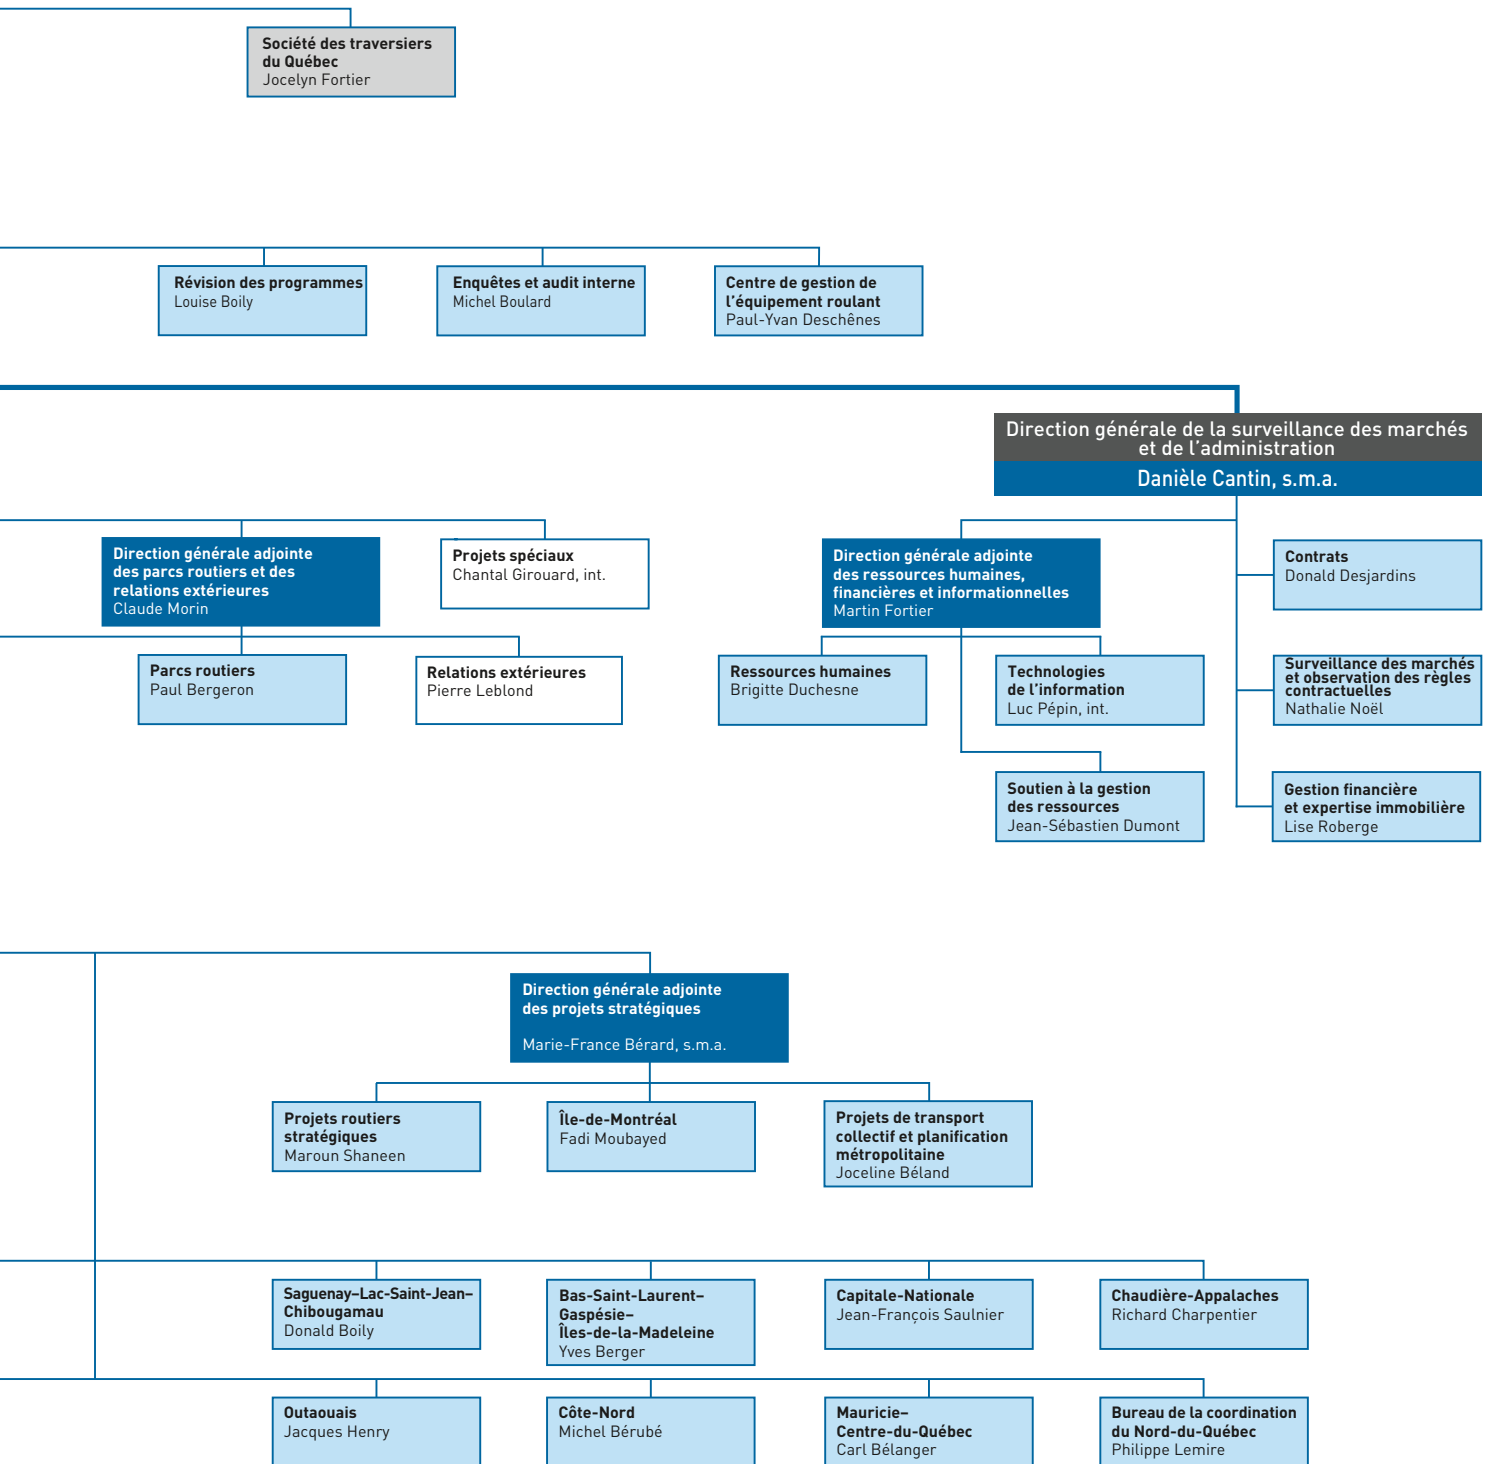 Société des traversiers
du Québec
Jocelyn Fortier
Révision des programmes
Louise Boily
Enquêtes et audit interne
Michel Boulard
Centre de gestion de
l'équipement roulant
Paul-Yvan Deschênes
Direction générale de la surveillance des marchés
et de l'administration
Danièle Cantin, s.m.a.
Direction générale adjointe
des parcs routiers et des
relations extérieures
Claude Morin
Projets spéciaux
Chantal Girouard, int.
Direction générale adjointe
des ressources humaines,
financières et informationnelles
Martin Fortier
Contrats
Donald Desjardins
Parcs routiers
Paul Bergeron
Relations extérieures
Pierre Leblond
Ressources humaines
Brigitte Duchesne
Technologies
de l'information
Luc Pépin, int.
Surveillance des marchés
et observation des règles
contractuelles
Nathalie Noël
Soutien à la gestion
des ressources
Jean-Sébastien Dumont
Gestion financière
et expertise immobilière
Lise Roberge
Direction générale adjointe
des projets stratégiques
Marie-France Bérard, s.m.a.
Projets routiers
stratégiques
Maroun Shaneen
Île-de-Montréal
Fadi Moubayed
Projets de transport
collectif et planification
métropolitaine
Joceline Béland
Saguenay–Lac-Saint-Jean–
Chibougamau
Donald Boily
Bas-Saint-Laurent–
Gaspésie–
Îles-de-la-Madeleine
Yves Berger
Capitale-Nationale
Jean-François Saulnier
Chaudière-Appalaches
Richard Charpentier
Outaouais
Jacques Henry
Côte-Nord
Michel Bérubé
Mauricie–
Centre-du-Québec
Carl Bélanger
Bureau de la coordination
du Nord-du-Québec
Philippe Lemire